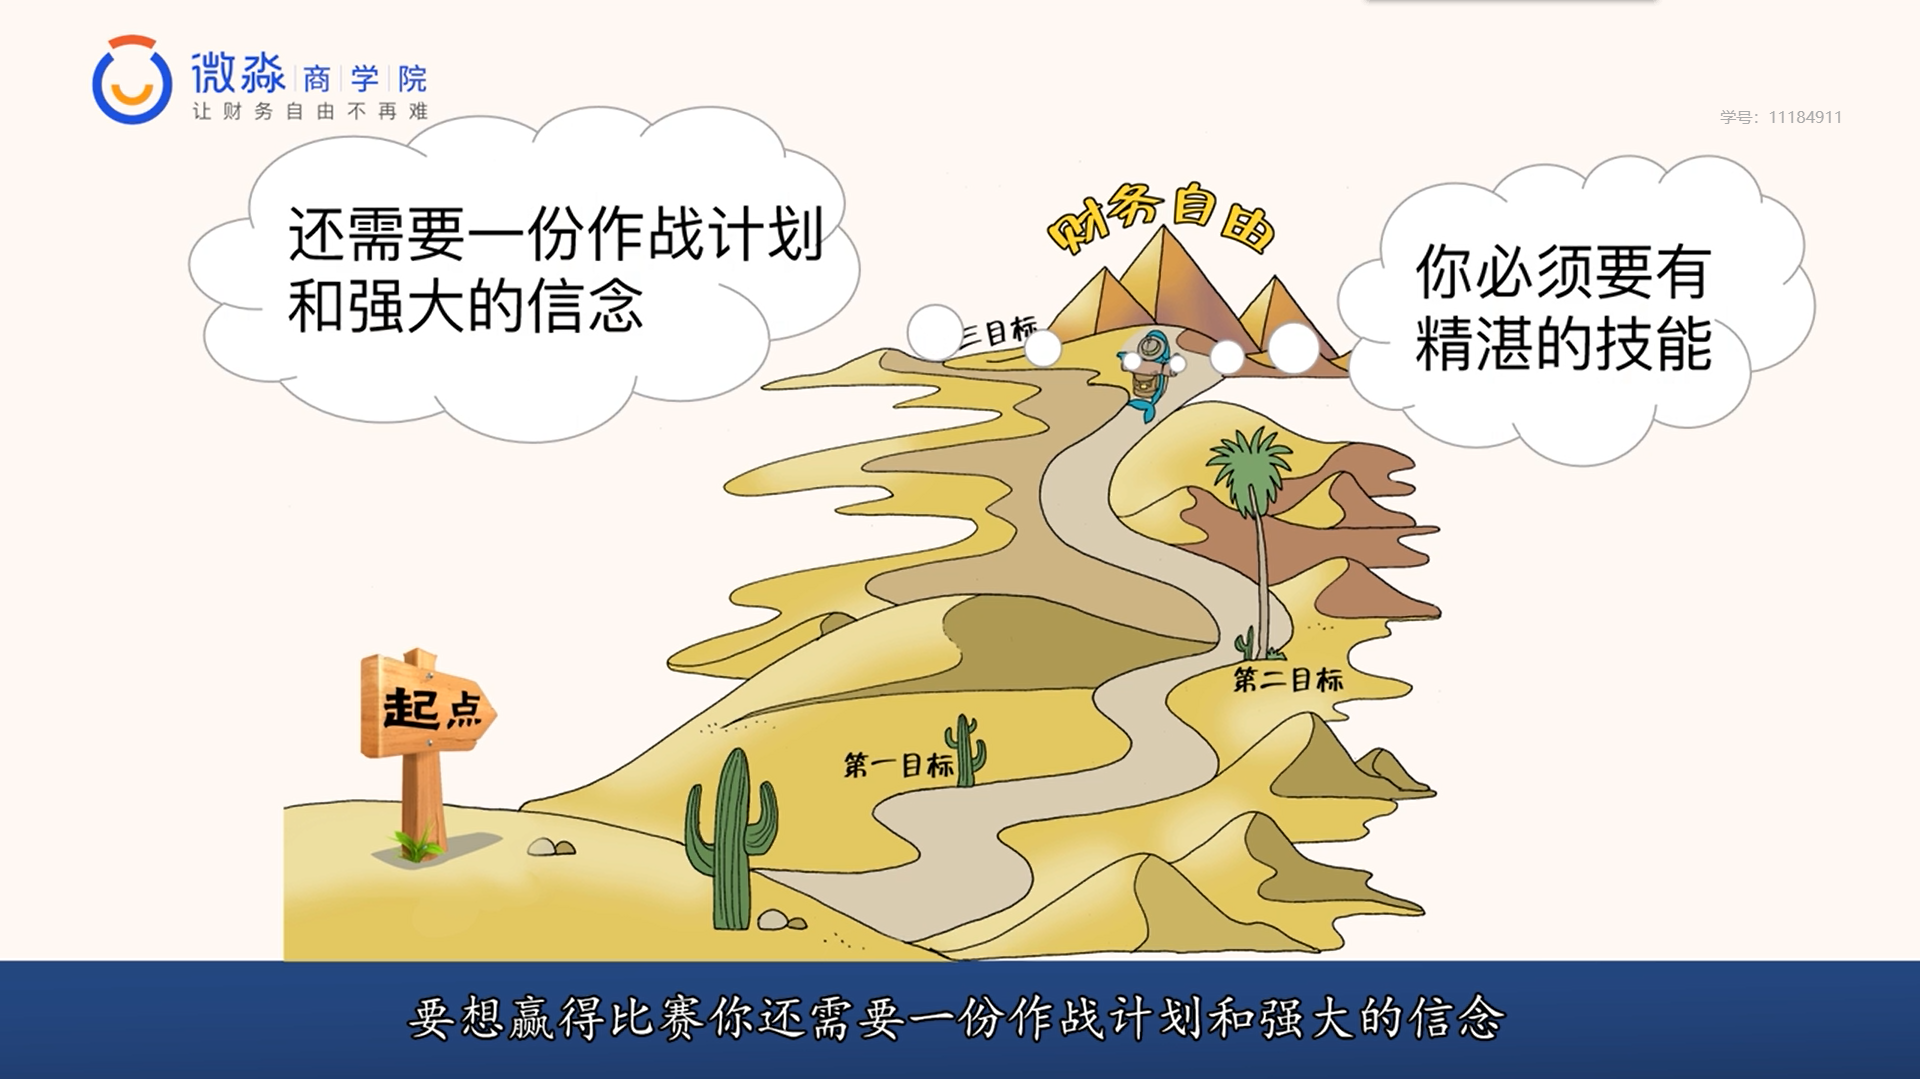 微淼商学院
让财务自由不再难
学号：11184911
还需要一份作战计划
和强大的信念
财务自由
你必须要有
精湛的技能
三目标
第二目标
起点
第一目标
要想赢得比赛你还需要一份作战计划和强大的信念